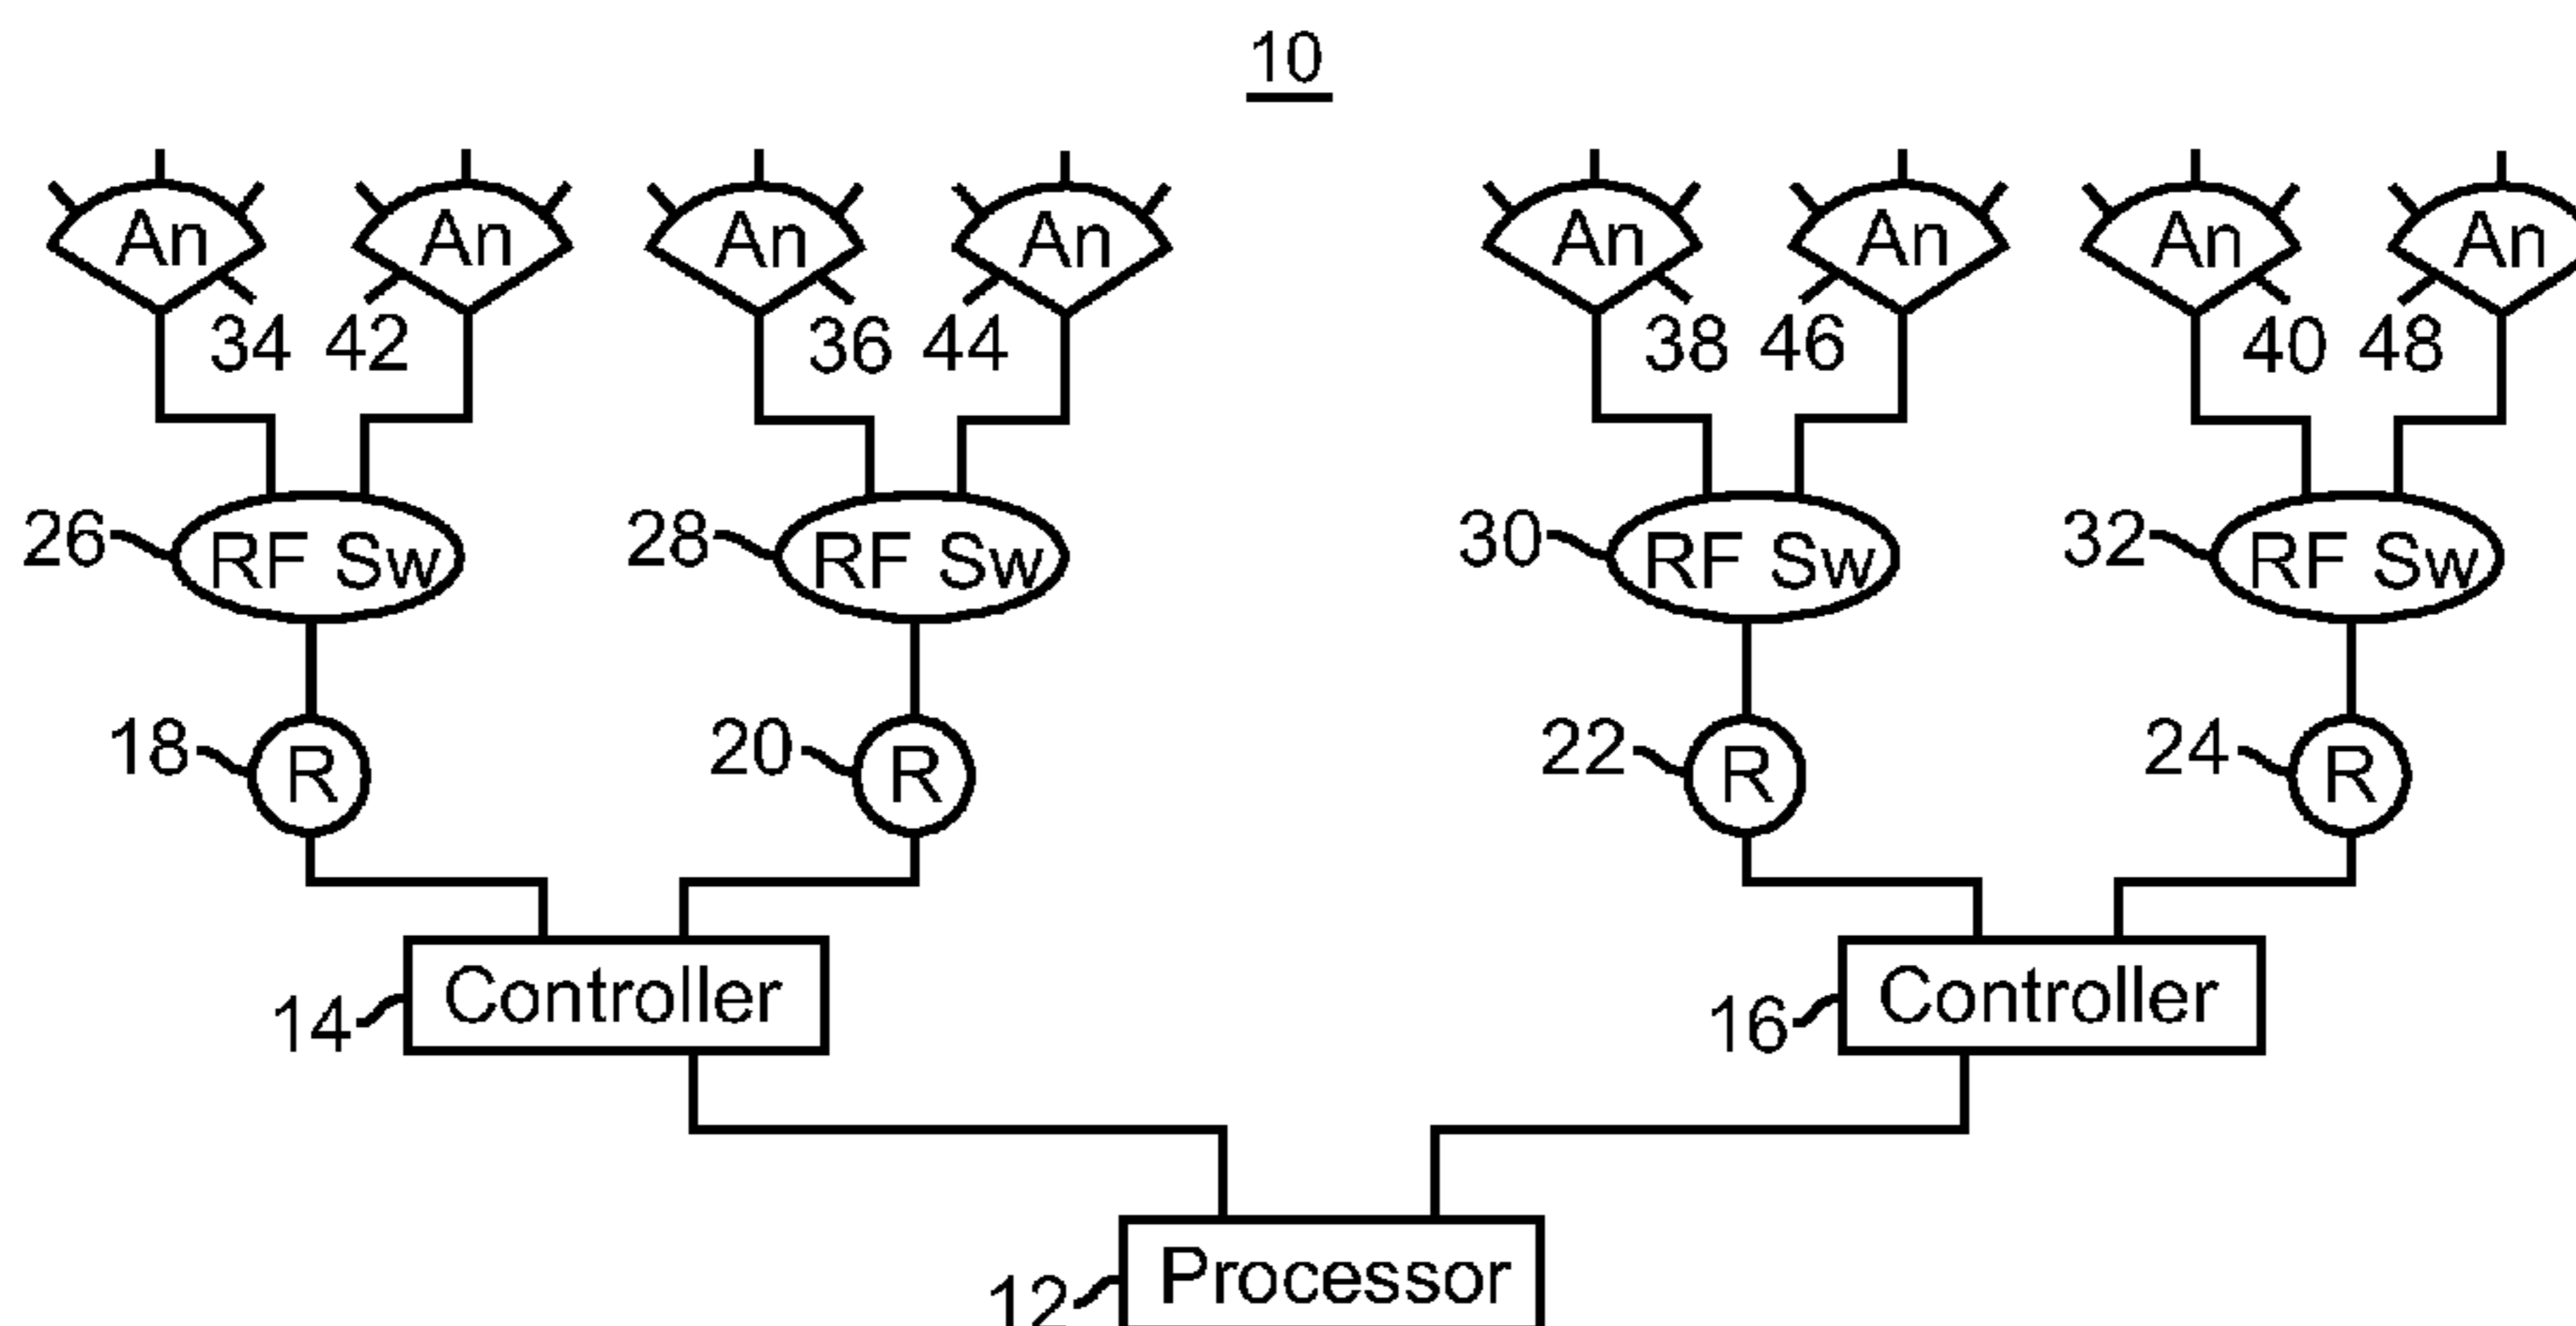 10
An An An An An An An An
34 42 36 44 38 46 40 48
26 RF Sw 28 RF Sw 30 RF Sw 32 RF Sw
18 R 20 R 22 R 24 R
14 Controller 16 Controller
12 Processor